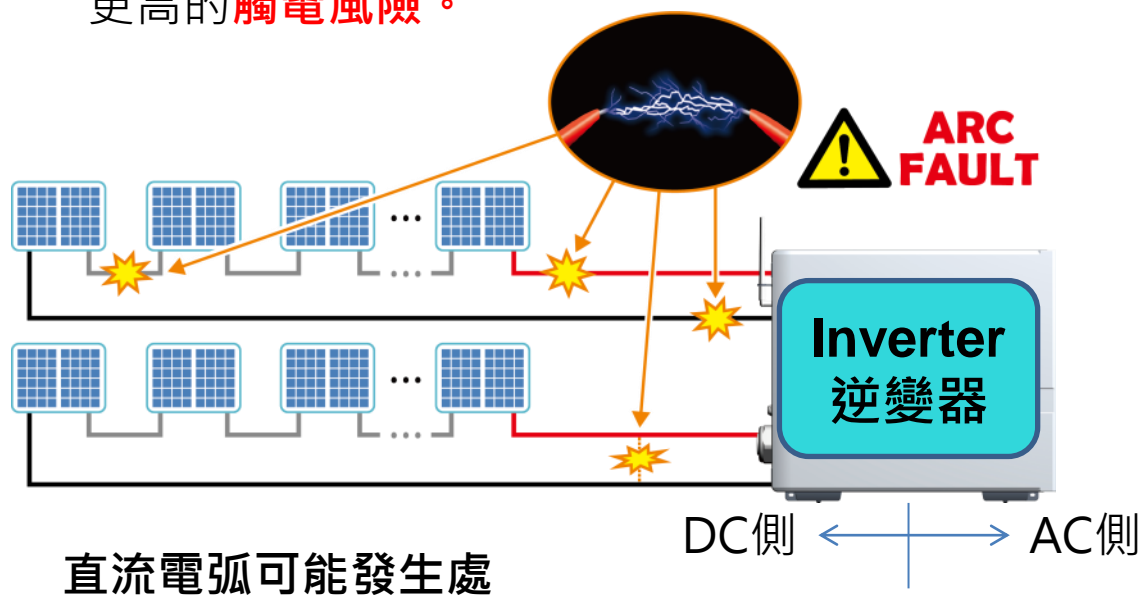 更高的觸電風險。
ARC
FAULT
...
...
Inverter
逆變器
...
...
DC側
AC側
直流電弧可能發生處